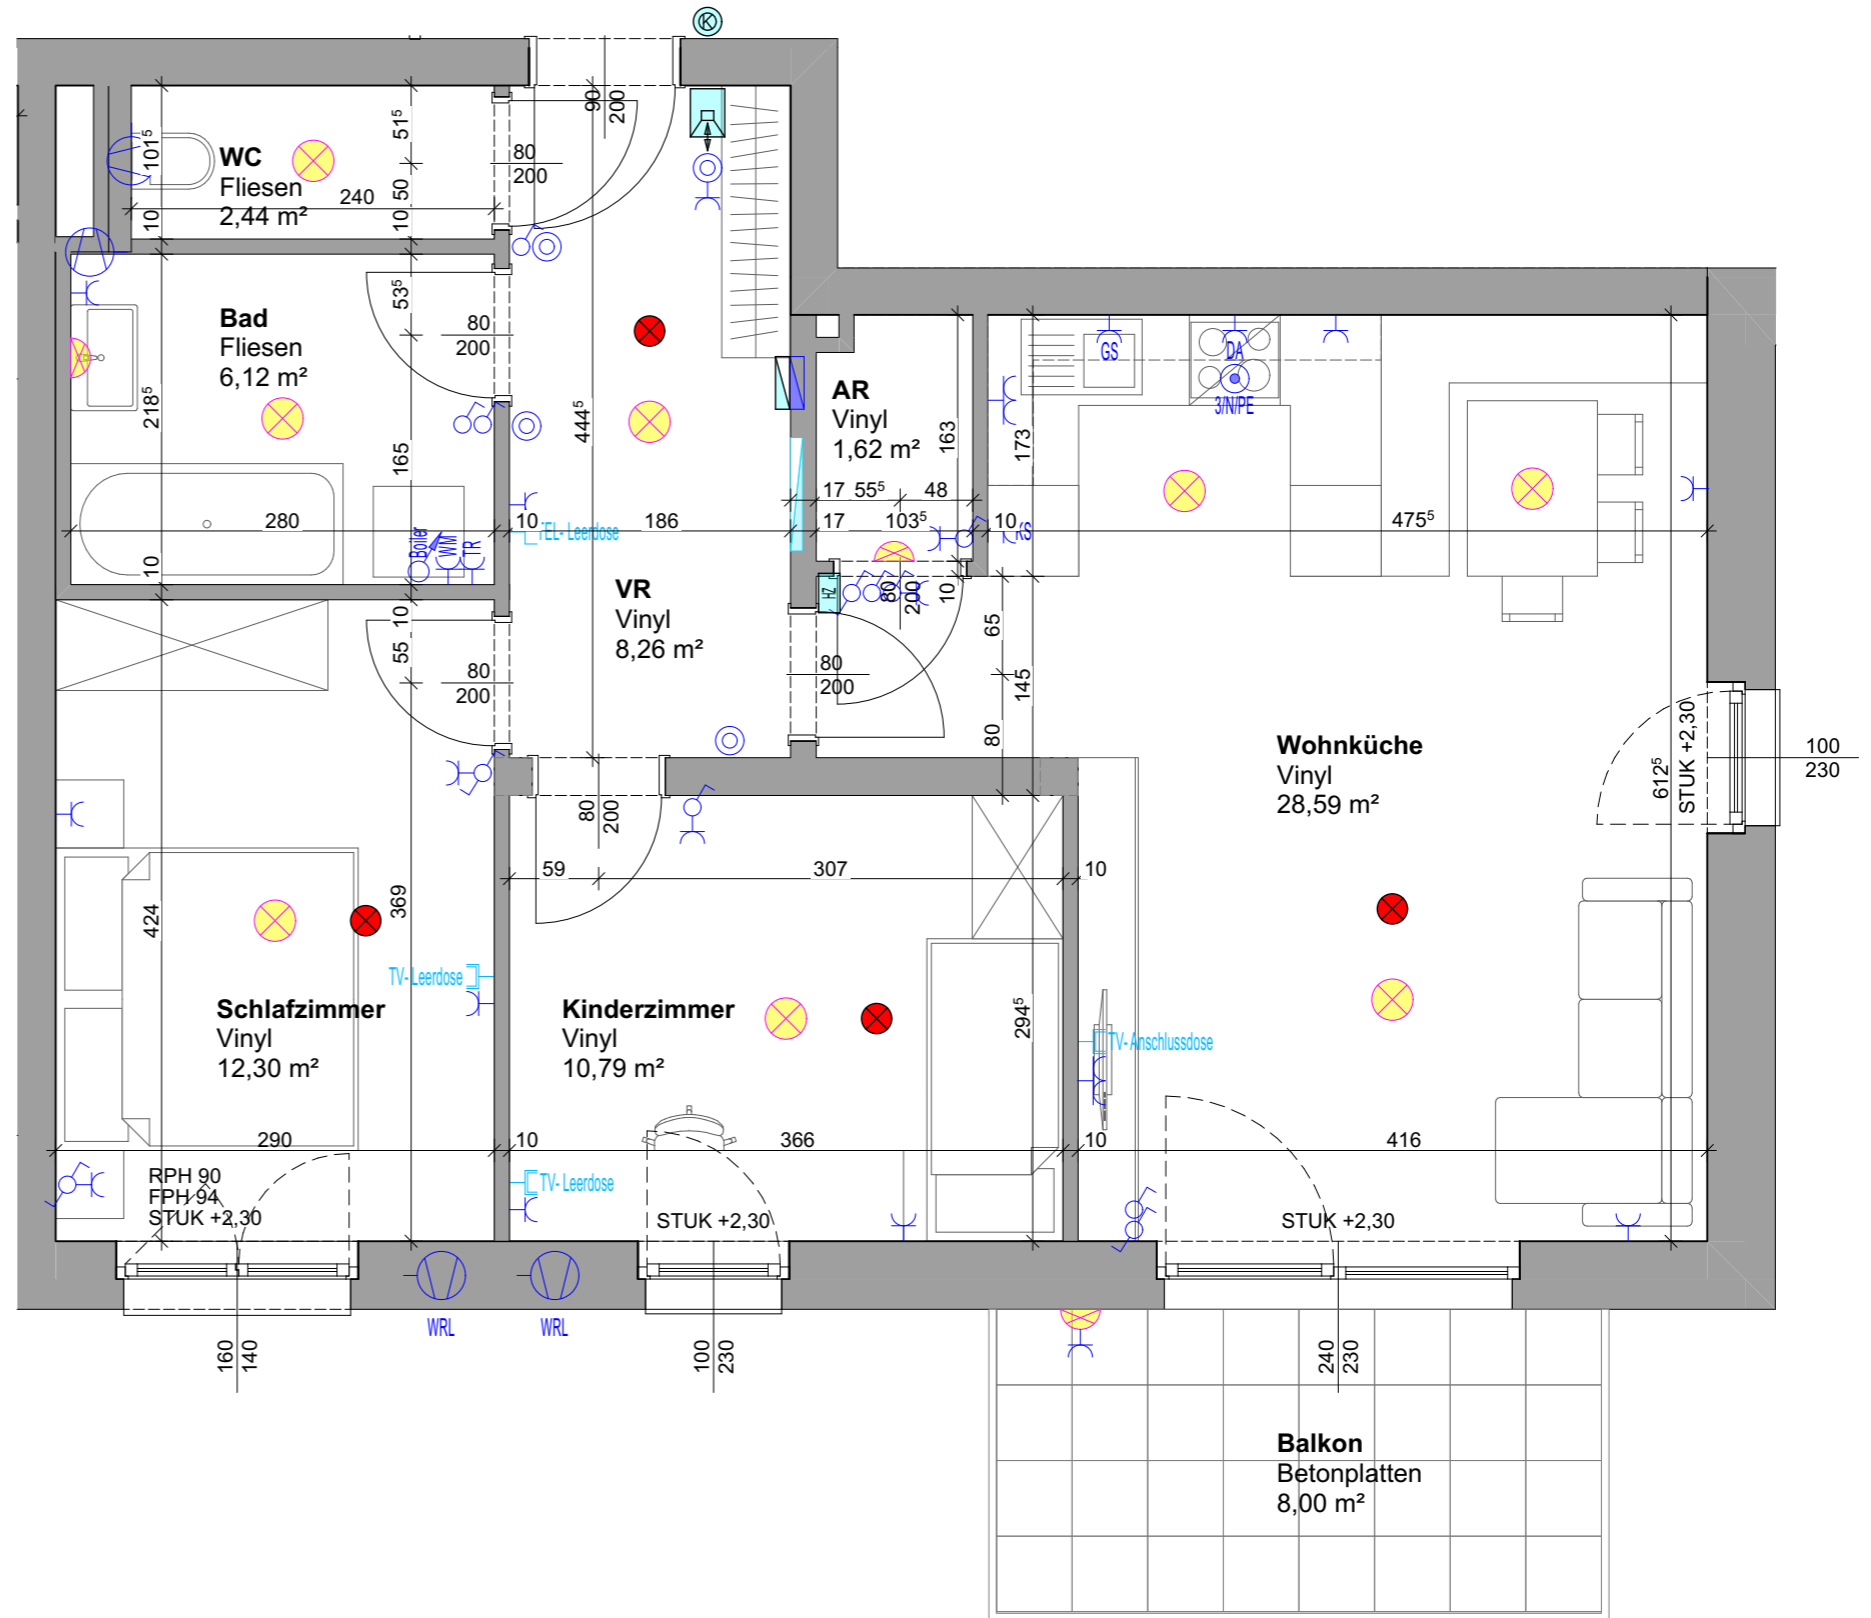 K
90
200
WC
Fliesen
2,44 m²
101⁵
10
240
51⁵
50
10
80
200
Bad
Fliesen
6,12 m²
218⁵
53⁵
165
80
200
444⁵
AR
Vinyl
1,62 m²
163
173
GS
DA
3/N/PE
17
55⁵
48
280
10
TEL- Leerdose
186
17
103⁵
10
KS
475⁵
Boiler
WM
TR
10
10
55
80
200
VR
Vinyl
8,26 m²
HZ
80
200
10
65
145
80
80
200
Wohnküche
Vinyl
28,59 m²
612⁵
STUK +2,30
100
230
80
200
59
307
10
424
369
TV- Leerdose
Schlafzimmer
Vinyl
12,30 m²
Kinderzimmer
Vinyl
10,79 m²
294⁵
TV- Anschlussdose
290
10
366
10
416
RPH 90
FPH 94
STUK +2,30
TV- Leerdose
STUK +2,30
STUK +2,30
WRL
WRL
160
140
100
230
240
230
Balkon
Betonplatten
8,00 m²